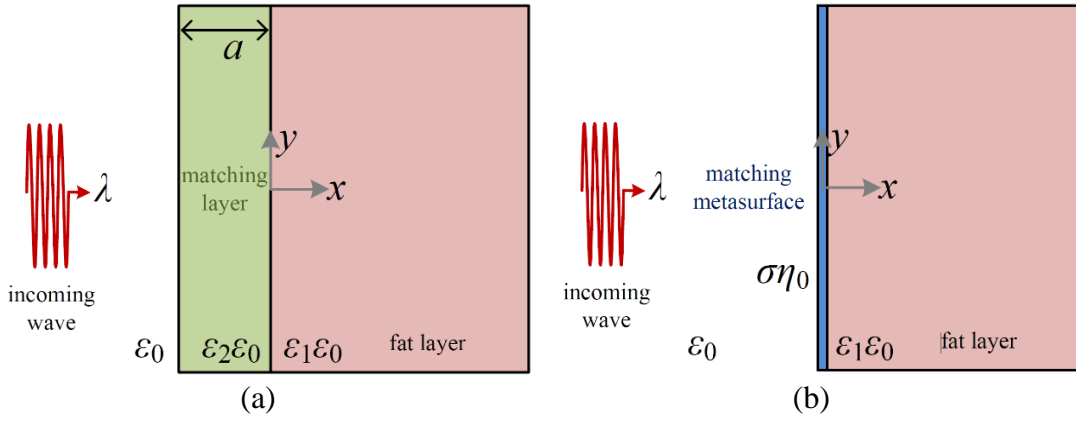 a
y
matching
layer
x
λ
incoming
wave
ε₀
ε₂ε₀
ε₁ε₀
fat layer
(a)
y
matching
metasurface
x
λ
ση₀
incoming
wave
ε₀
ε₁ε₀
fat layer
(b)